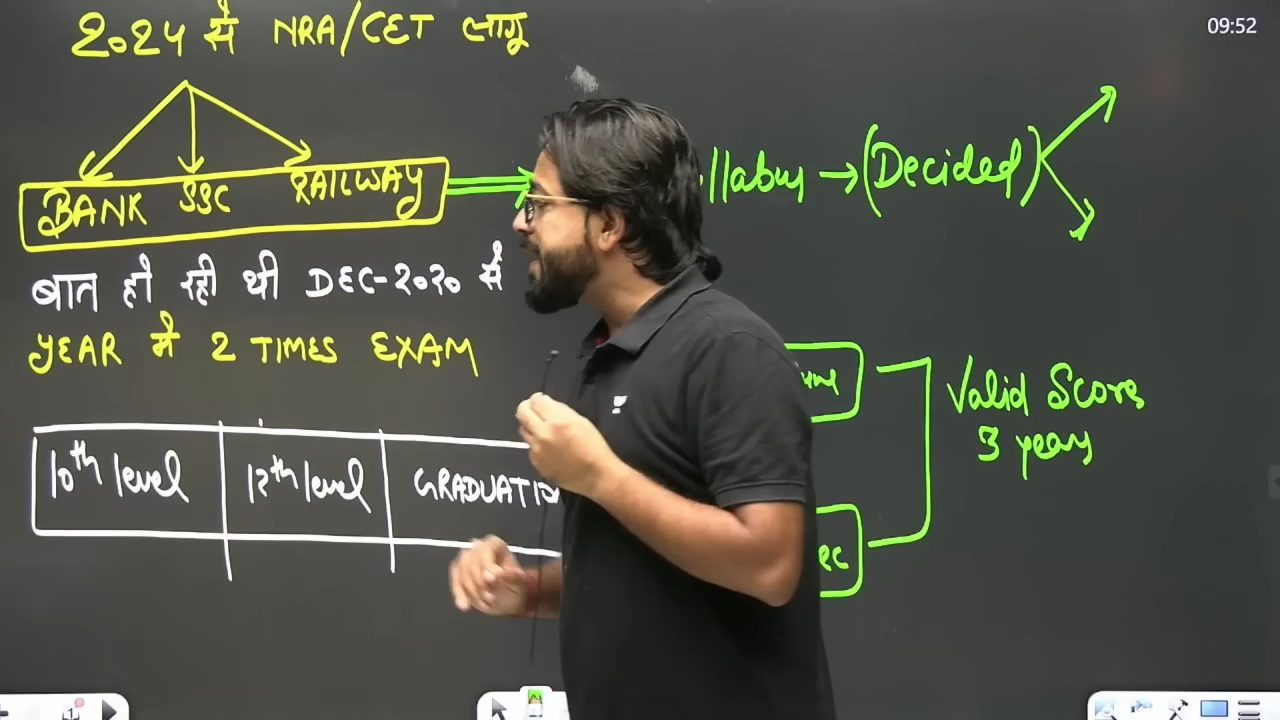 2024 से NRA/CET लागू
09:52
BANK SSC RAILWAY
(Decided)
बात हो रही थी DEC-2020 से
YEAR में 2 TIMES EXAM
Valid Score
3 years
10th level 12th level GRADUATIO